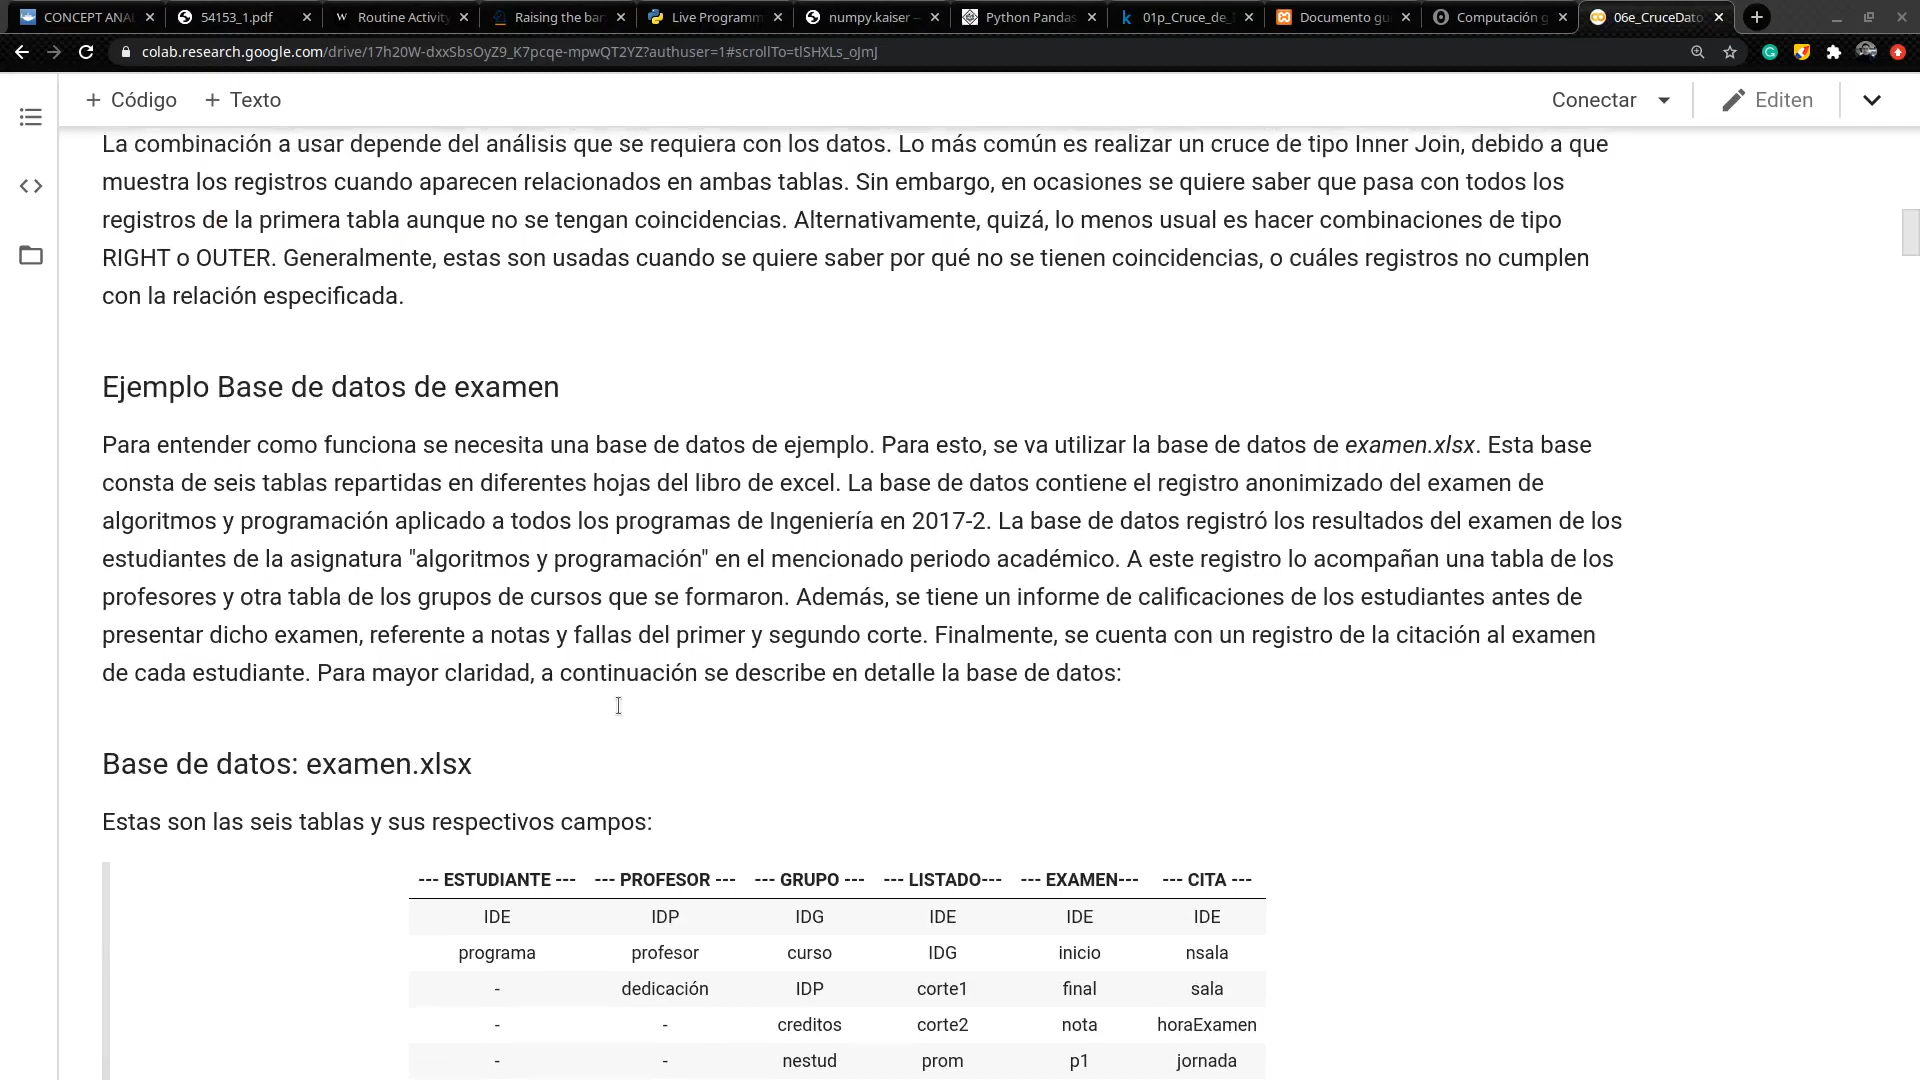 CONCEPT ANAL
54153_1.pdf
Routine Activity
Raising the bar
Live Programm
numpy.kaiser —
Python Pandas
01p_Cruce_de_
Documento gu
Computación g
06e_CruceDato
colab.research.google.com/drive/17h20W-dxxSbsOyZ9_K7pcqe-mpwQT2YZ?authuser=1#scrollTo=tlSHXLs_oJmJ
+ Código + Texto
Conectar
Editen
La combinación a usar depende del análisis que se requiera con los datos. Lo más común es realizar un cruce de tipo Inner Join, debido a que
muestra los registros cuando aparecen relacionados en ambas tablas. Sin embargo, en ocasiones se quiere saber que pasa con todos los
registros de la primera tabla aunque no se tengan coincidencias. Alternativamente, quizá, lo menos usual es hacer combinaciones de tipo
RIGHT o OUTER. Generalmente, estas son usadas cuando se quiere saber por qué no se tienen coincidencias, o cuáles registros no cumplen
con la relación especificada.
Ejemplo Base de datos de examen
Para entender como funciona se necesita una base de datos de ejemplo. Para esto, se va utilizar la base de datos de examen.xlsx. Esta base
consta de seis tablas repartidas en diferentes hojas del libro de excel. La base de datos contiene el registro anonimizado del examen de
algoritmos y programación aplicado a todos los programas de Ingeniería en 2017-2. La base de datos registró los resultados del examen de los
estudiantes de la asignatura "algoritmos y programación" en el mencionado periodo académico. A este registro lo acompañan una tabla de los
profesores y otra tabla de los grupos de cursos que se formaron. Además, se tiene un informe de calificaciones de los estudiantes antes de
presentar dicho examen, referente a notas y fallas del primer y segundo corte. Finalmente, se cuenta con un registro de la citación al examen
de cada estudiante. Para mayor claridad, a continuación se describe en detalle la base de datos:
Base de datos: examen.xlsx
Estas son las seis tablas y sus respectivos campos:
--- ESTUDIANTE --- --- PROFESOR --- --- GRUPO --- --- LISTADO--- --- EXAMEN--- --- CITA ---
IDE IDP IDG IDE IDE IDE
programa profesor curso IDG inicio nsala
- dedicación IDP corte1 final sala
- - creditos corte2 nota horaExamen
- - nestud prom p1 jornada